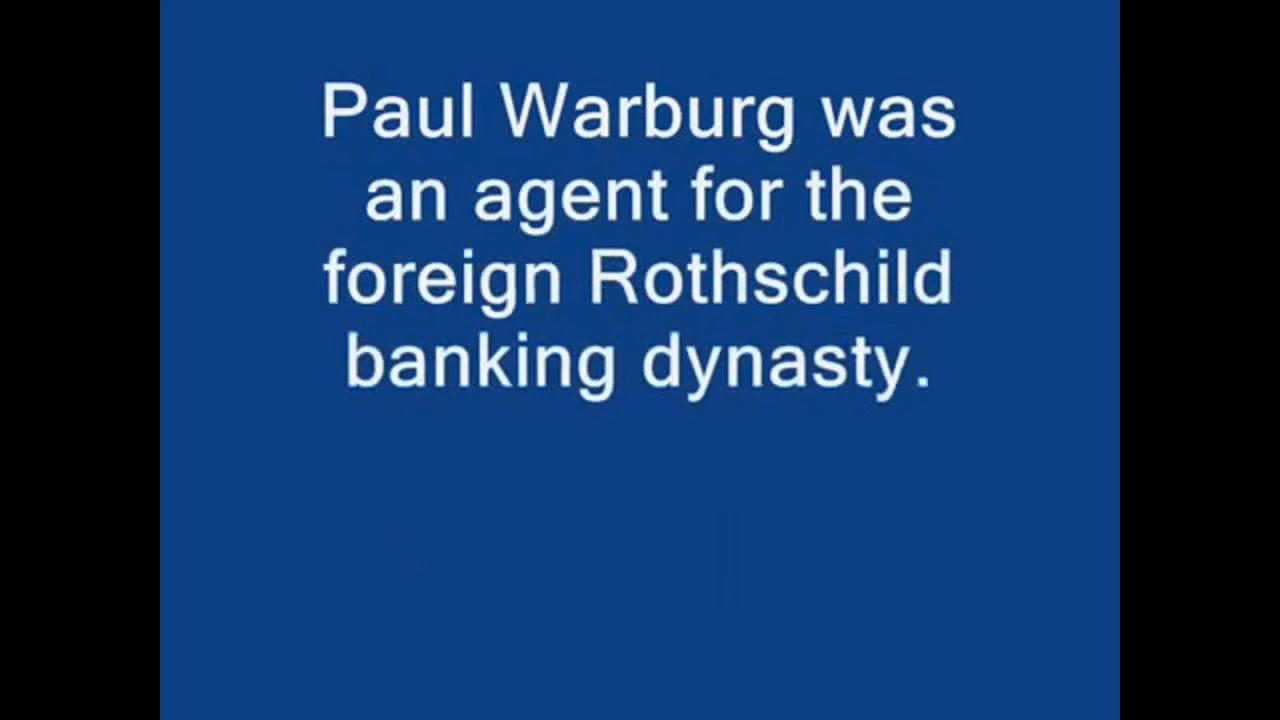 Paul Warburg was
an agent for the
foreign Rothschild
banking dynasty.